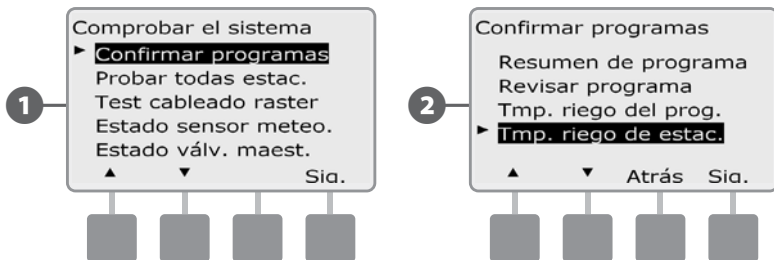 1
Comprobar el sistema
Confirmar programas
Probar todas estac.
Test cableado raster
Estado sensor meteo.
Estado válv. maest.
Sig.
2
Confirmar programas
Resumen de programa
Revisar programa
Tmp. riego del prog.
Tmp. riego de estac.
Atrás Sig.